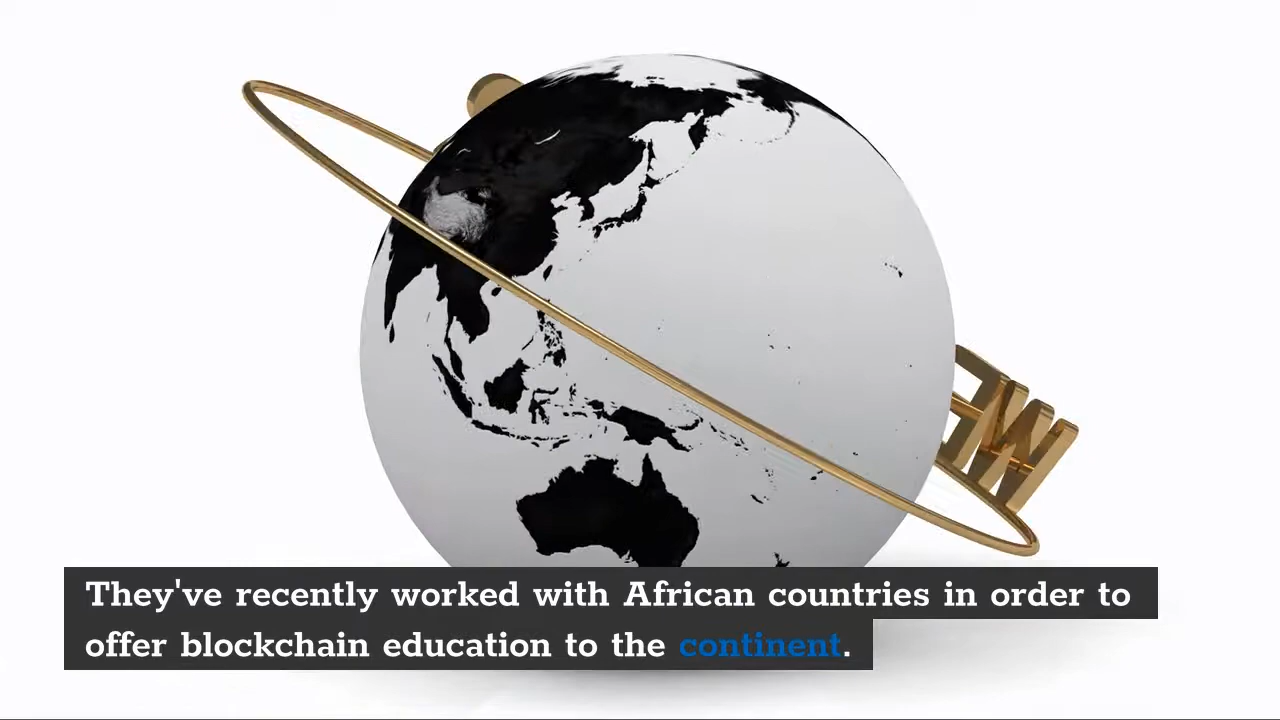 They've recently worked with African countries in order to
offer blockchain education to the continent.